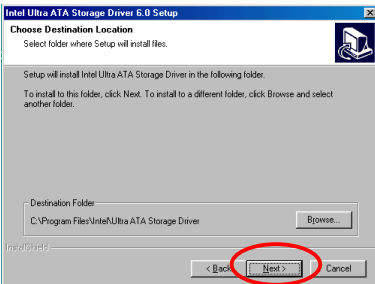 Intel Ultra ATA Storage Driver 6.0 Setup
Choose Destination Location
Select folder where Setup will install files.
Setup will install Intel Ultra ATA Storage Driver in the following folder.
To install to this folder, click Next. To install to a different folder, click Browse and select
another folder.
Destination Folder
C:\Program Files\Intel\Ultra ATA Storage Driver
Browse...
InstallShield
< Back
Next >
Cancel